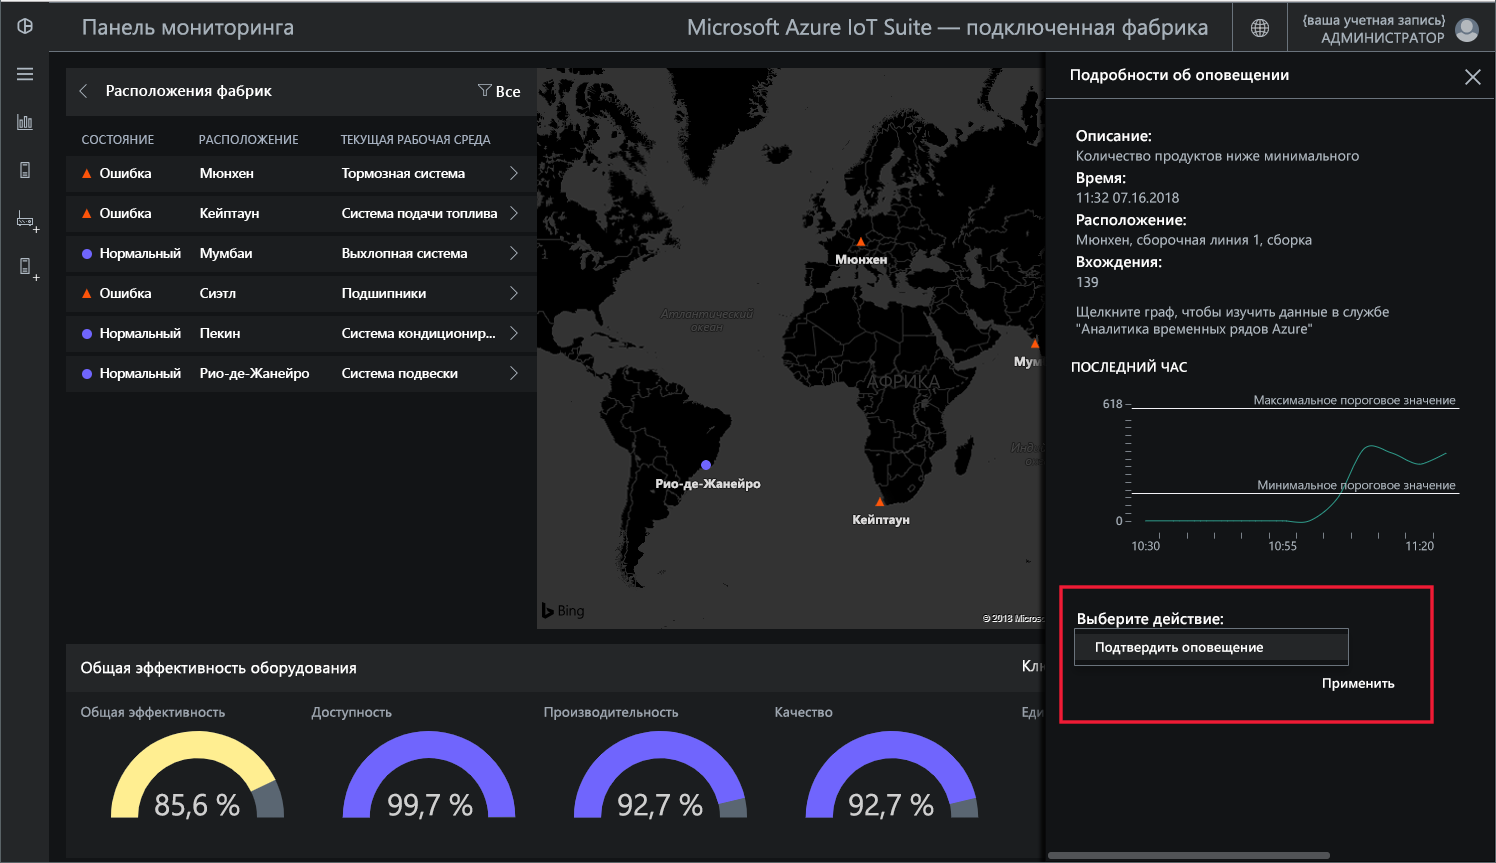 Панель мониторинга
Microsoft Azure IoT Suite — подключенная фабрика
{ваша учетная запись}
АДМИНИСТРАТОР
Расположения фабрик
Все
СОСТОЯНИЕ РАСПОЛОЖЕНИЕ ТЕКУЩАЯ РАБОЧАЯ СРЕДА
Ошибка Мюнхен Тормозная система
Ошибка Кейптаун Система подачи топлива
Нормальный Мумбаи Выхлопная система
Ошибка Сиэтл Подшипники
Нормальный Пекин Система кондиционир...
Нормальный Рио-де-Жанейро Система подвески
Мюнхен
Атлантический
океан
Мум
АФРИКА
Рио-де-Жанейро
Кейптаун
Bing
© 2018 Microso
Подробности об оповещении
Описание:
Количество продуктов ниже минимального
Время:
11:32 07.16.2018
Расположение:
Мюнхен, сборочная линия 1, сборка
Вхождения:
139
Щелкните граф, чтобы изучить данные в службе
"Аналитика временных рядов Azure"
ПОСЛЕДНИЙ ЧАС
618
Максимальное пороговое значение
Минимальное пороговое значение
0
10:30 10:55 11:20
Выберите действие:
Подтвердить оповещение
Применить
Общая эффективность оборудования
Клю
Общая эффективность Доступность Производительность Качество Еди
85,6 % 99,7 % 92,7 % 92,7 %